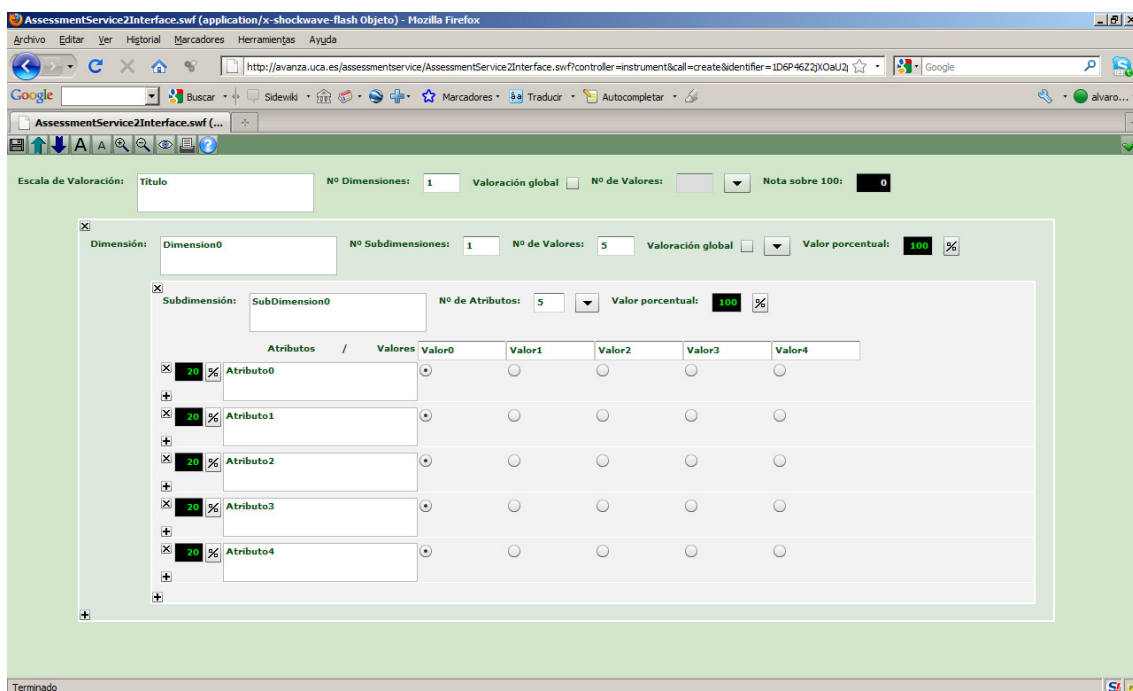 AssessmentService2Interface.swf (application/x-shockwave-flash Objeto) - Mozilla Firefox
Archivo Editar Ver Historial Marcadores Herramientas Ayuda
http://avanza.uca.es/assessmentservice/AssessmentService2Interface.swf?controller=instrument&call=create&identifier=1D6P46Z2jXOaU2 Google
Google Buscar Sidewiki Marcadores Traducir Autocompletar alvaro...
AssessmentService2Interface.swf (...
Escala de Valoración: Título Nº Dimensiones: 1 Valoración global Nº de Valores: Nota sobre 100: 0
Dimensión: Dimension0 Nº Subdimensiones: 1 Nº de Valores: 5 Valoración global Valor porcentual: 100 %
Subdimensión: SubDimension0 Nº de Atributos: 5 Valor porcentual: 100 %
Atributos / Valores Valor0 Valor1 Valor2 Valor3 Valor4
20 % Atributo0
20 % Atributo1
20 % Atributo2
20 % Atributo3
20 % Atributo4
Terminado